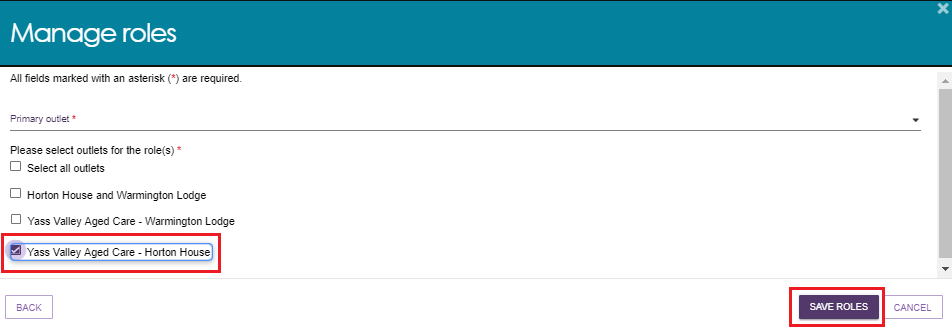 Manage roles
All fields marked with an asterisk (*) are required.
Primary outlet *
Please select outlets for the role(s) *
Select all outlets
Horton House and Warmington Lodge
Yass Valley Aged Care - Warmington Lodge
Yass Valley Aged Care - Horton House
BACK
SAVE ROLES
CANCEL